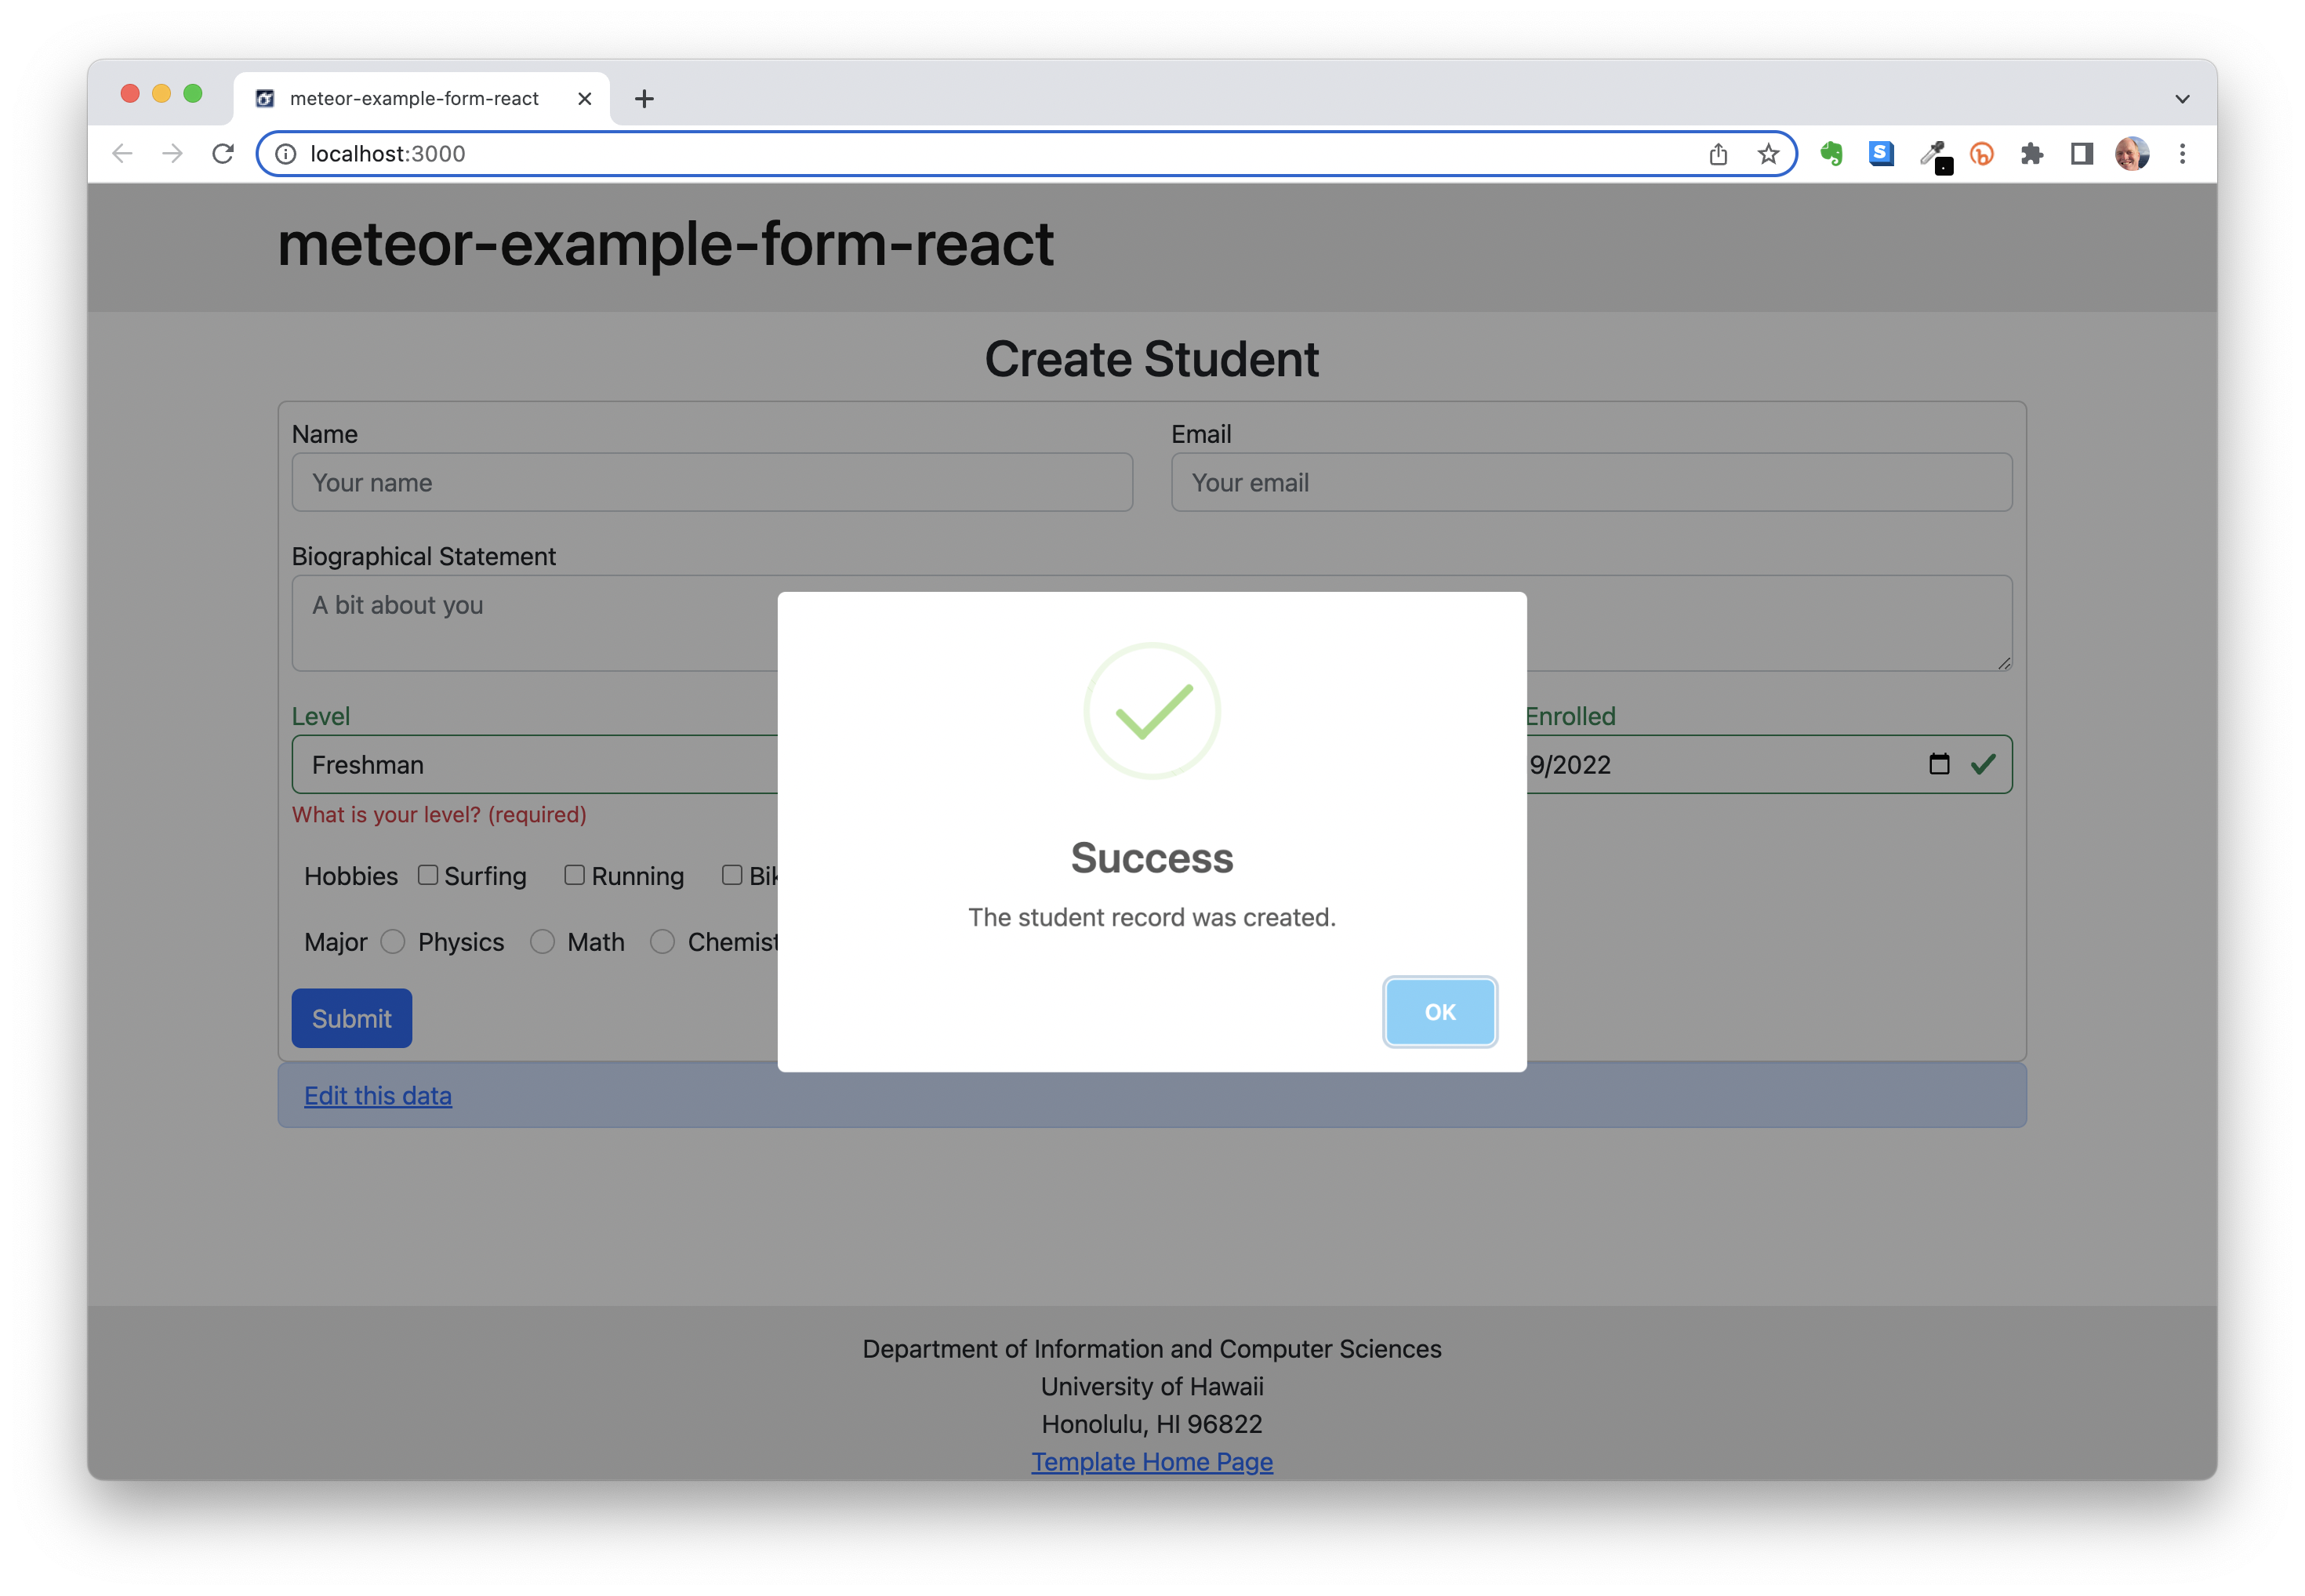 meteor-example-form-react
localhost:3000
meteor-example-form-react
Create Student
Name
Email
Your name
Your email
Biographical Statement
A bit about you
Level
Enrolled
Freshman
9/2022
What is your level? (required)
Hobbies Surfing Running
Major Physics Math
Success
The student record was created.
OK
Submit
Edit this data
Department of Information and Computer Sciences
University of Hawaii
Honolulu, HI 96822
Template Home Page